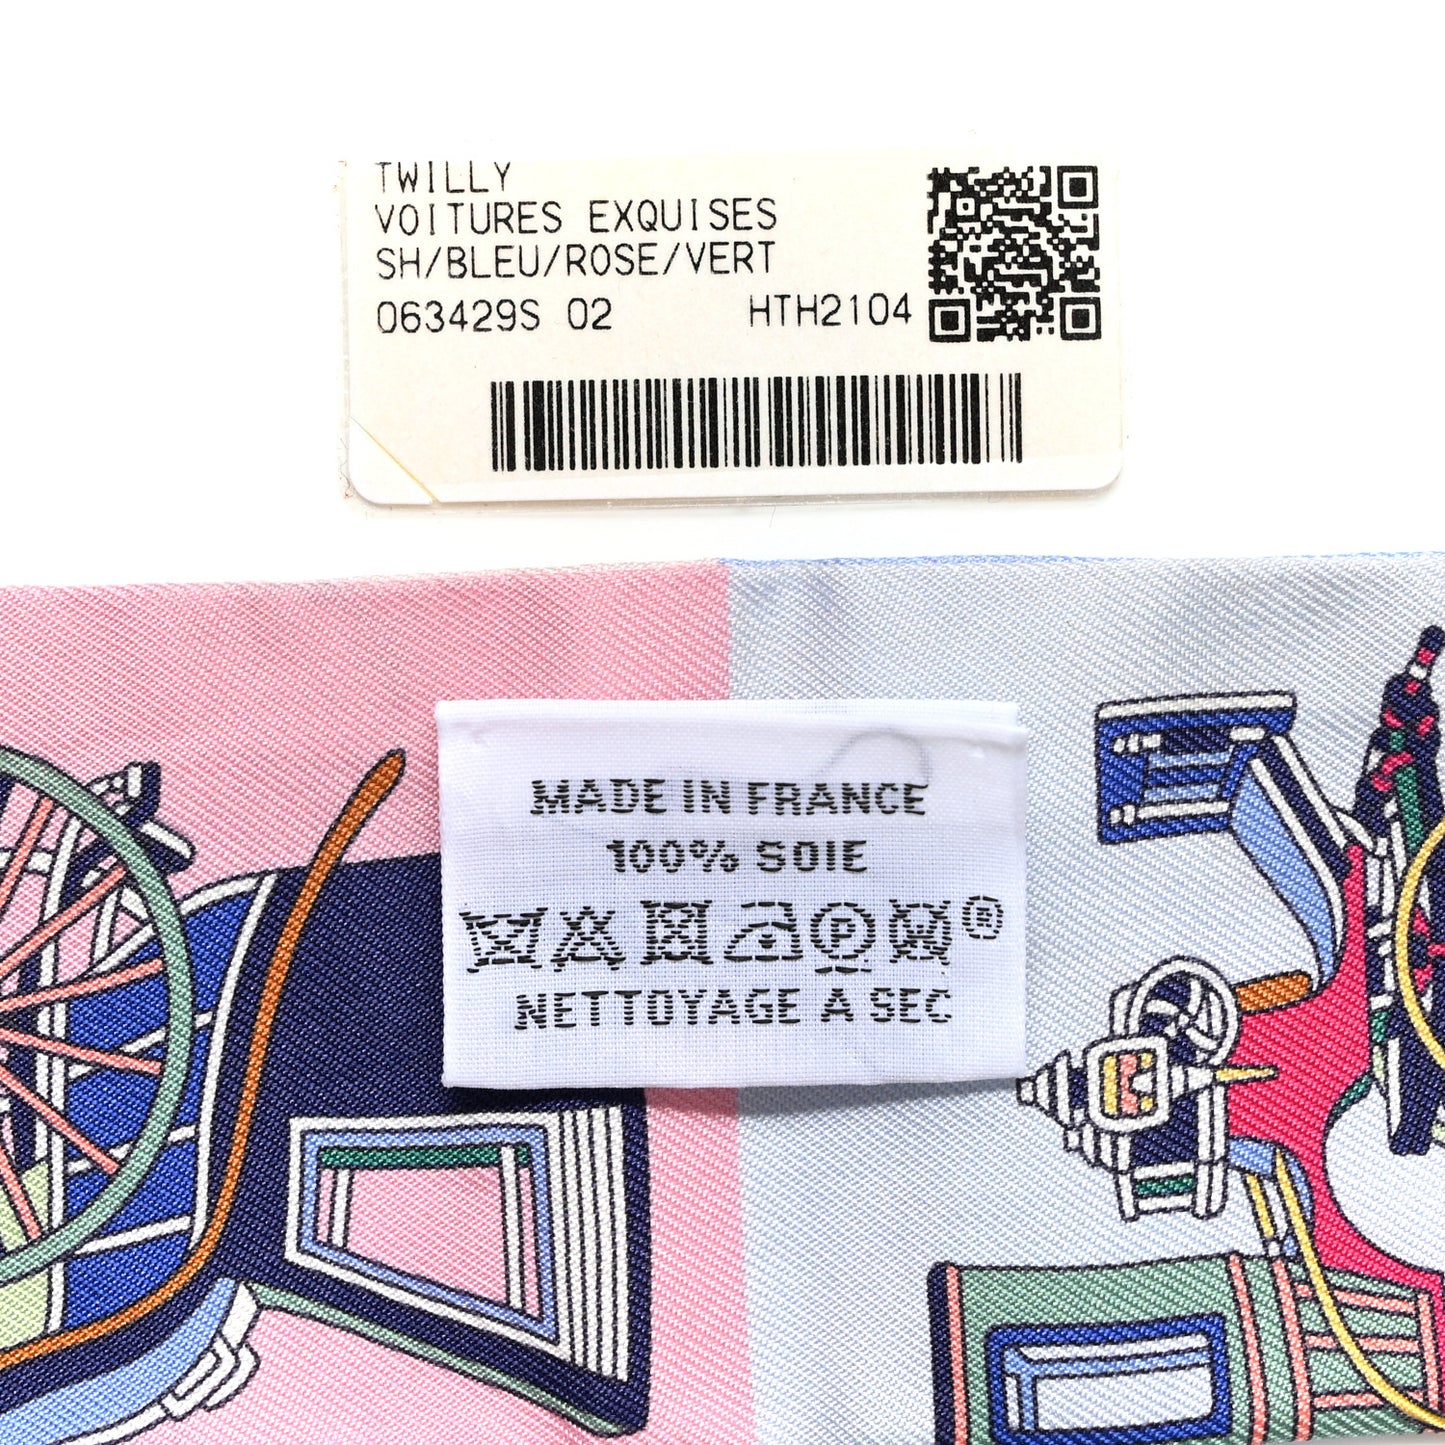 TWILLY
VOITURES EXQUISES
SH/BLEU/ROSE/VERT
063429S 02 HTH2104
MADE IN FRANCE
100% SOIE
P ®
NETTOYAGE A SEC